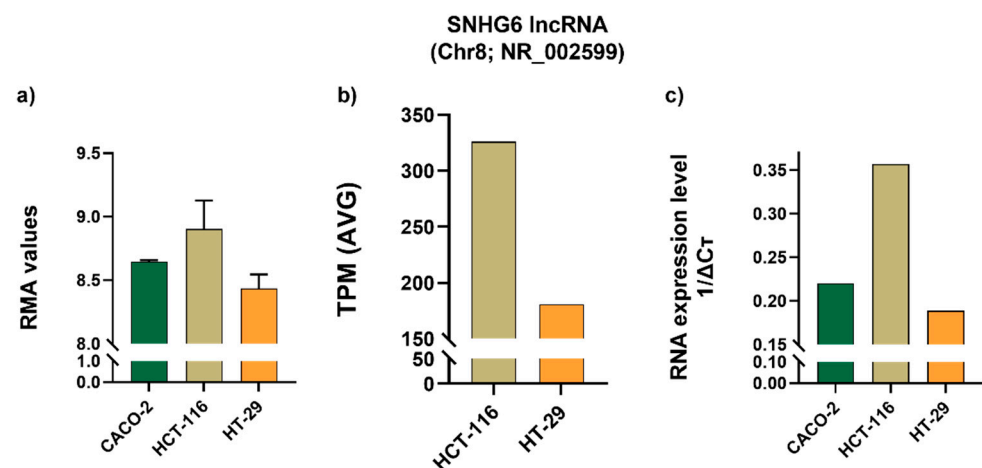 SNHG6 lncRNA
(Chr8; NR_002599)
a)
RMA values
9.5
9.0
8.5
8.0
1.0
0.0
CACO-2
HCT-116
HT-29
b)
TPM (AVG)
350
300
250
200
150
50
0
HCT-116
HT-29
c)
RNA expression level
1/ΔCт
0.35
0.30
0.25
0.20
0.15
0.10
0.00
CACO-2
HCT-116
HT-29